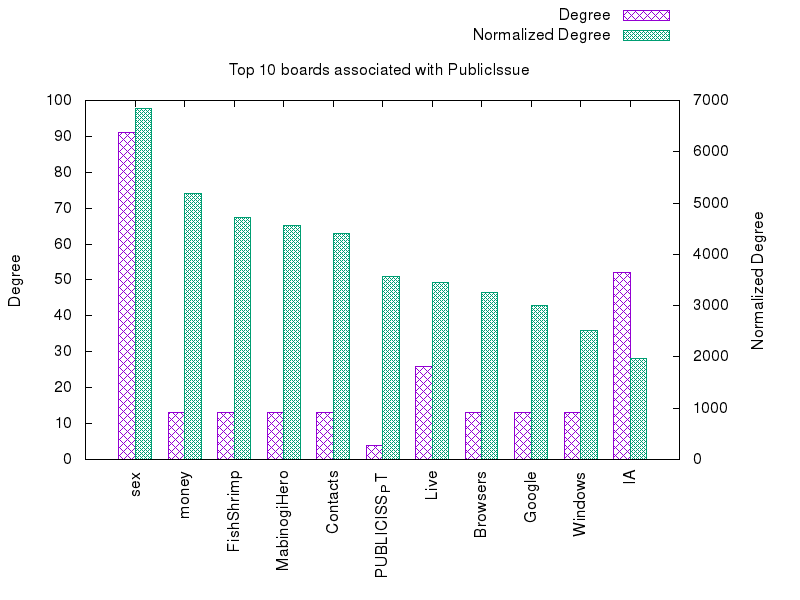 Degree
Normalized Degree
Top 10 boards associated with PublicIssue
100
90
80
70
60
50
40
30
20
10
0
Degree
7000
6000
5000
4000
3000
2000
1000
0
Normalized Degree
sex
money
FishShrimp
MabinogiHero
Contacts
PUBLICISSPT
Live
Browsers
Google
Windows
IA